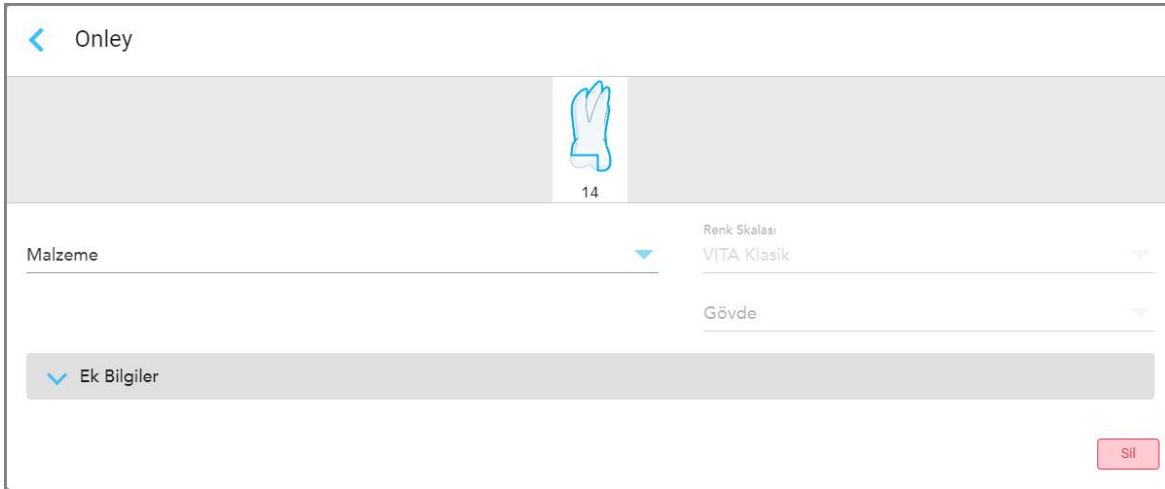 Onley
14
Malzeme
Renk Skalası
VITA Klasik
Gövde
Ek Bilgiler
Sil